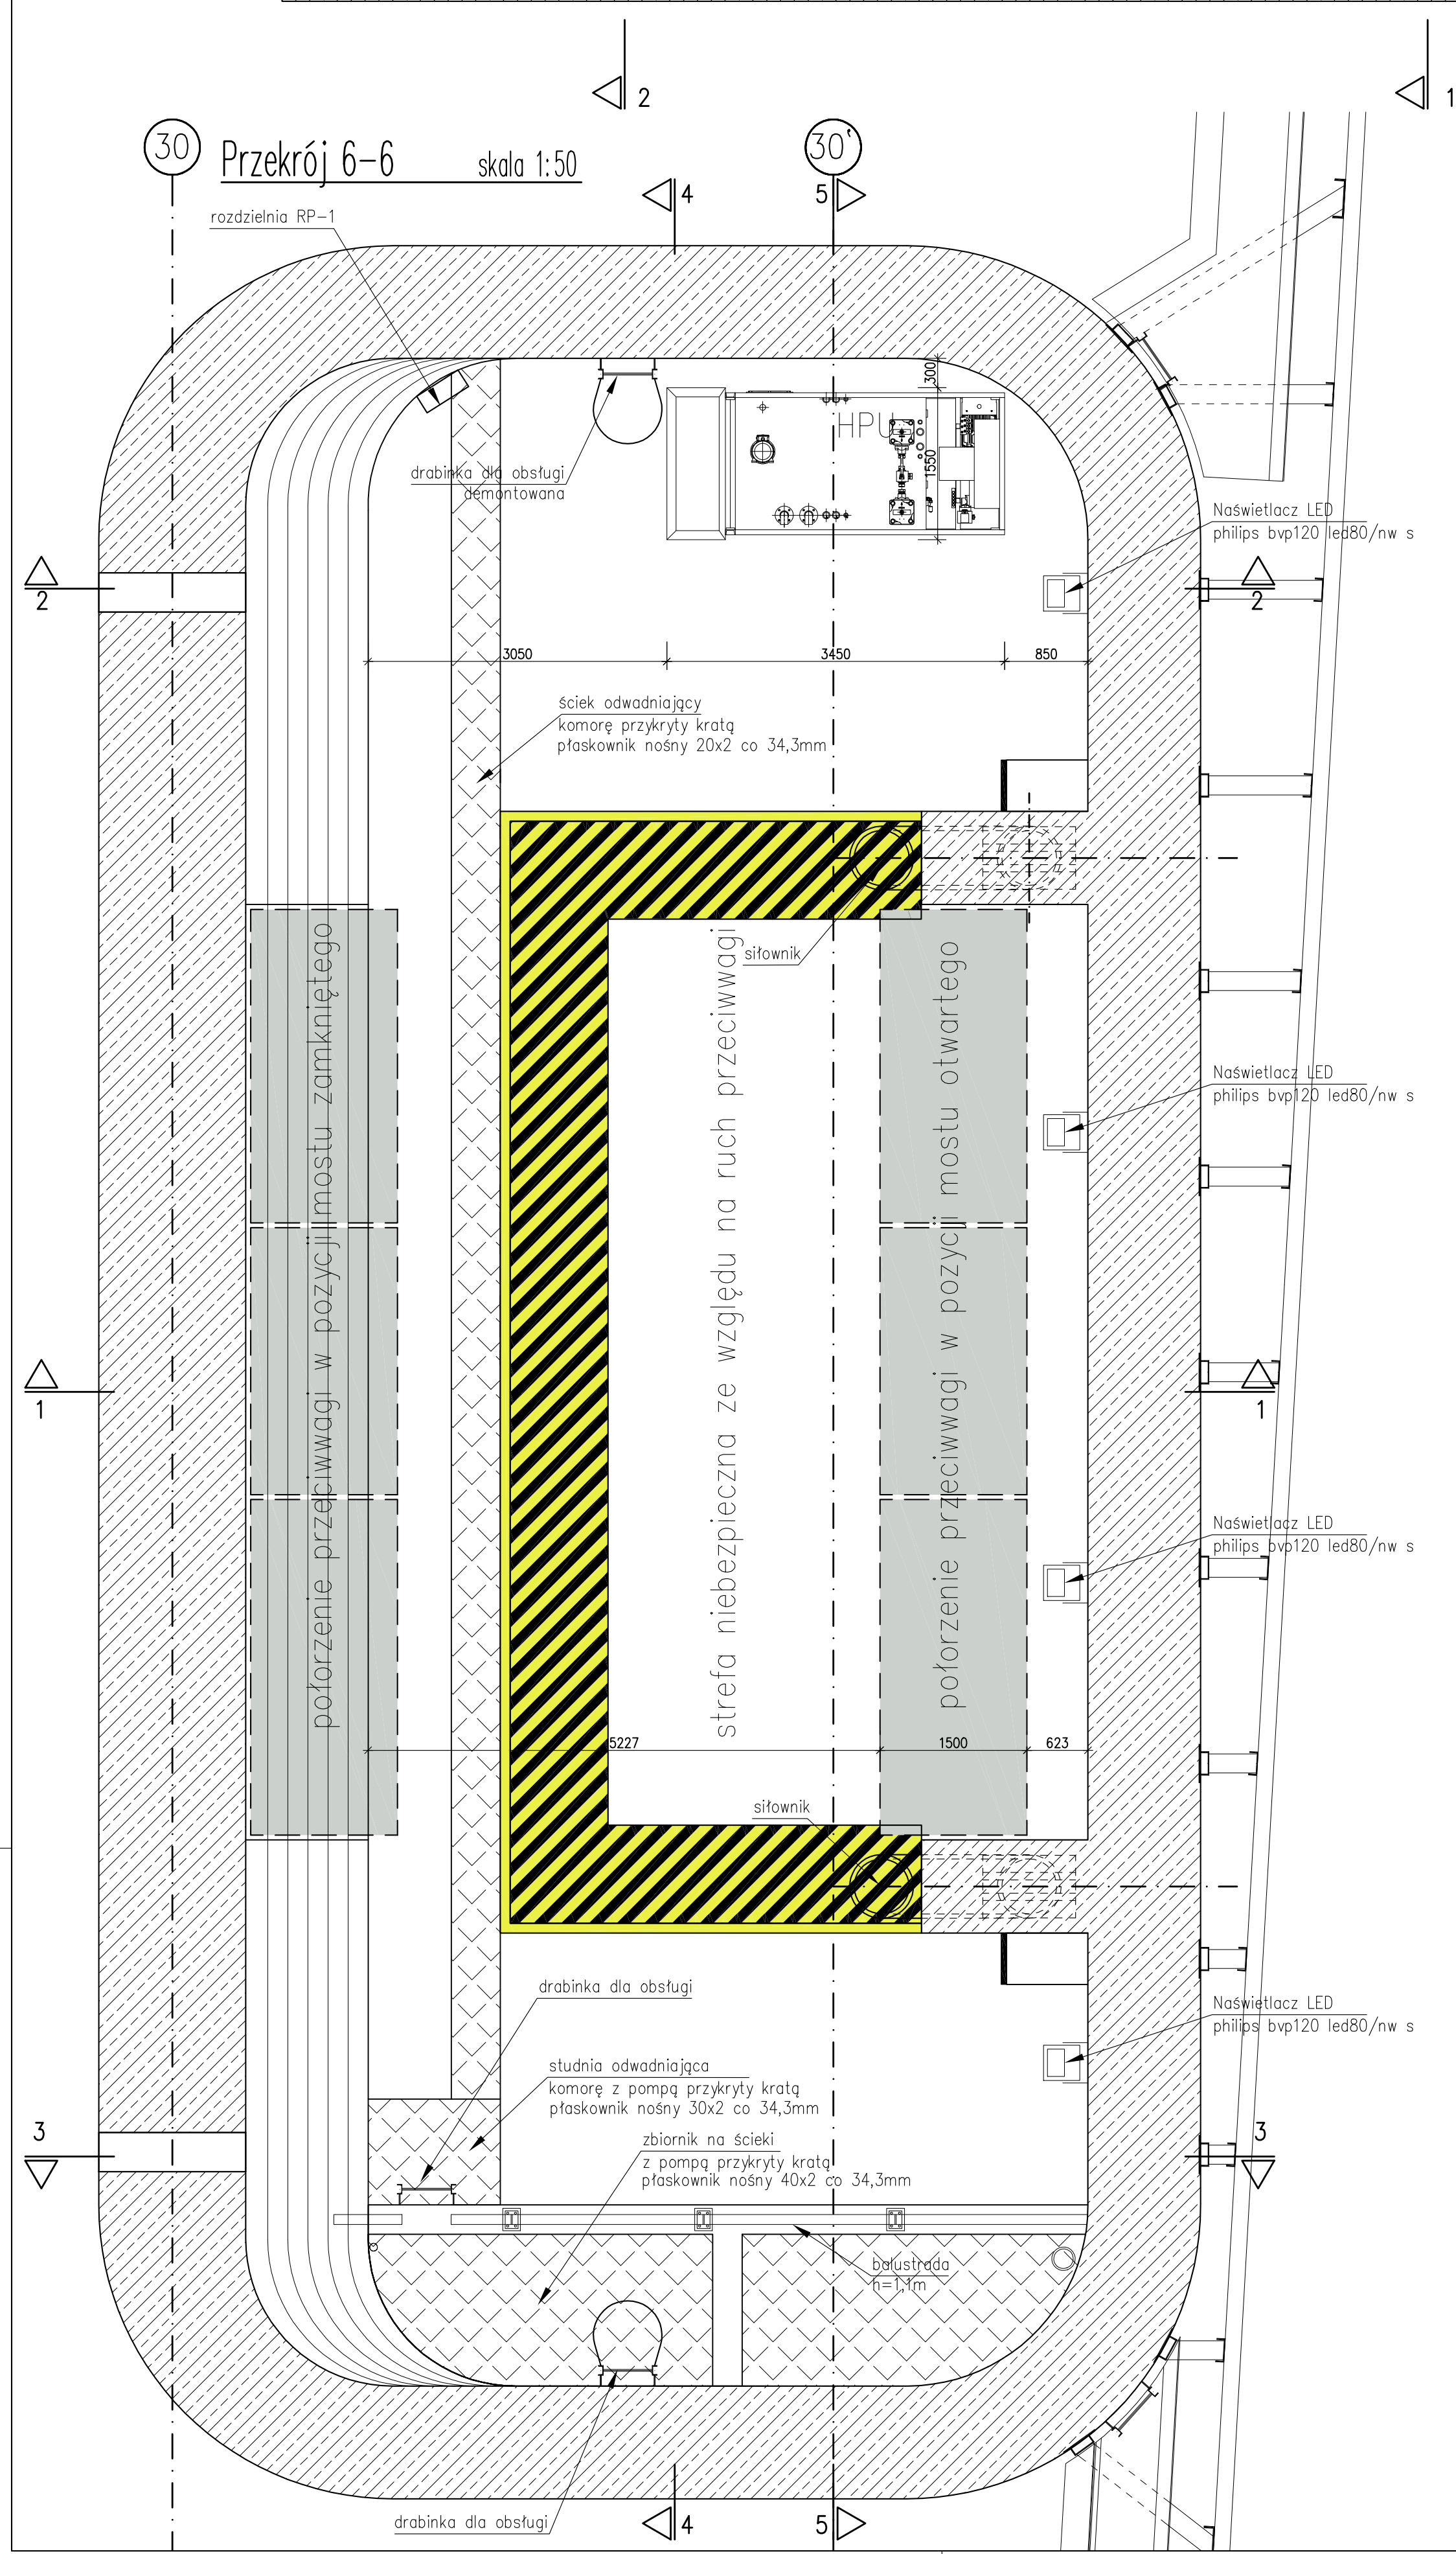 2
1
30
Przekrój 6-6
skala 1:50
30'
4
5
rozdzielnia RP-1
300
HPU
1550
drabinka dla obsługi
demontowana
Naświetlacz LED
philips bvp120 led80/nw s
2
2
3050
3450
850
ściek odwadniający
komorę przykryty kratą
płaskownik nośny 20x2 co 34,3mm
siłownik
połorzenie przeciwwagi w pozycji mostu zamkniętego
strefa niebezpieczna ze względu na ruch przeciwwagi
połorzenie przeciwwagi w pozycji mostu otwartego
Naświetlacz LED
philips bvp120 led80/nw s
1
1
Naświetlacz LED
philips bvp120 led80/nw s
5227
1500
623
siłownik
drabinka dla obsługi
Naświetlacz LED
philips bvp120 led80/nw s
studnia odwadniająca
komorę z pompą przykryty kratą
płaskownik nośny 30x2 co 34,3mm
3
3
zbiornik na ścieki
z pompą przykryty kratą
płaskownik nośny 40x2 co 34,3mm
balustrada
h=1,1m
drabinka dla obsługi
4
5